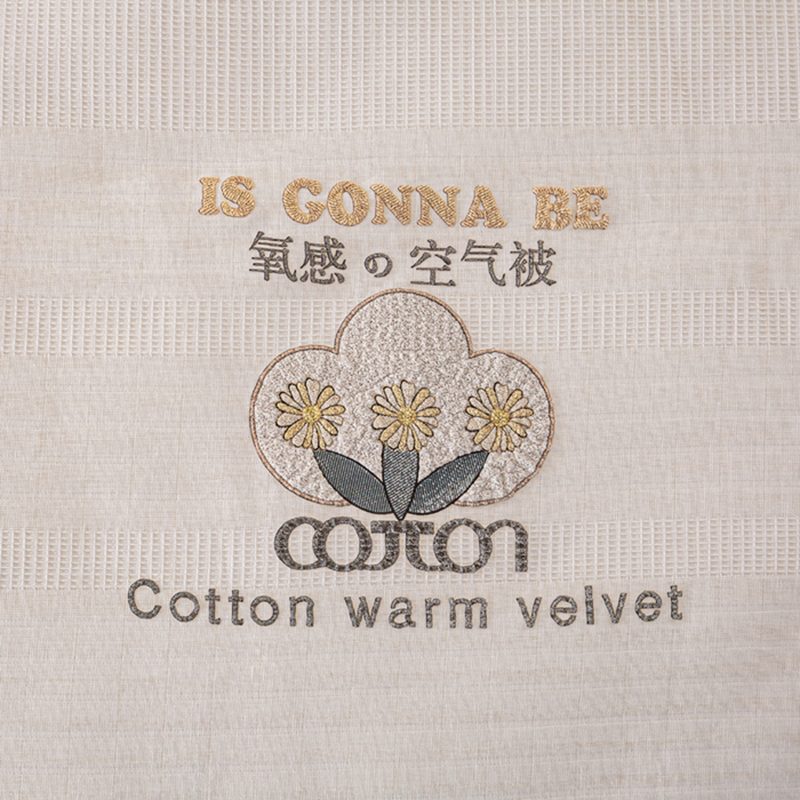 IS GONNA BE
氧感の空气被
COTTON
Cotton warm velvet